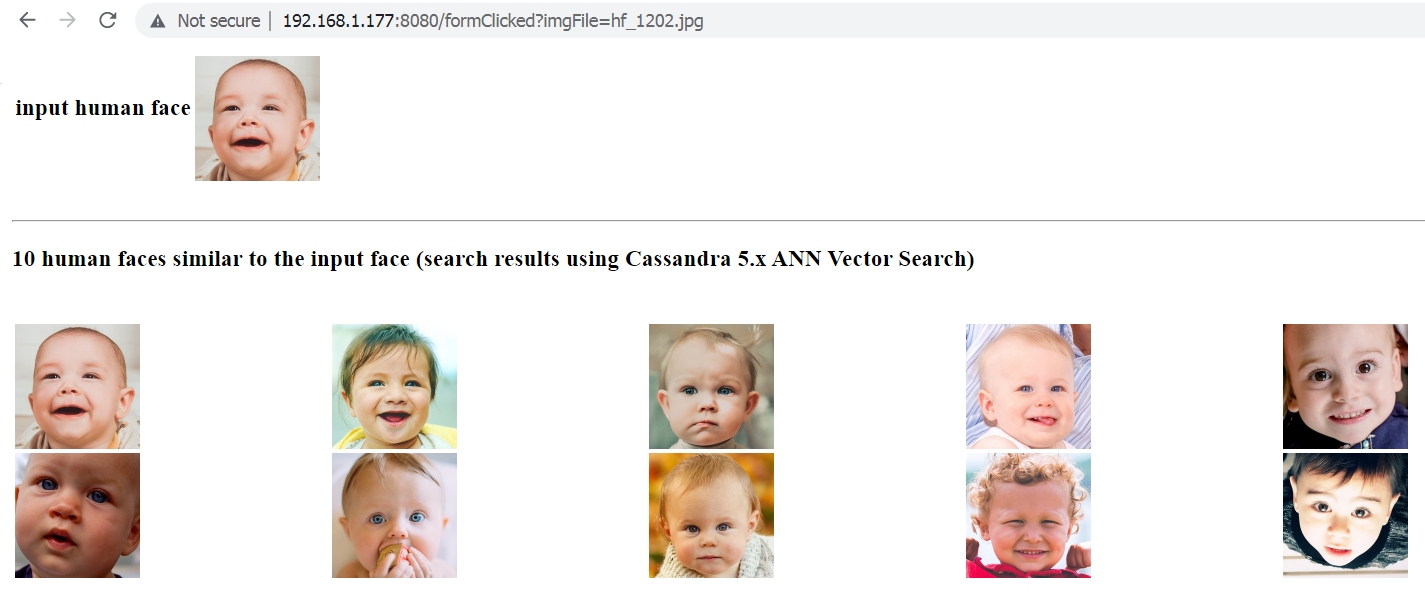 Not secure | 192.168.1.177:8080/formClicked?imgFile=hf_1202.jpg
input human face
10 human faces similar to the input face (search results using Cassandra 5.x ANN Vector Search)